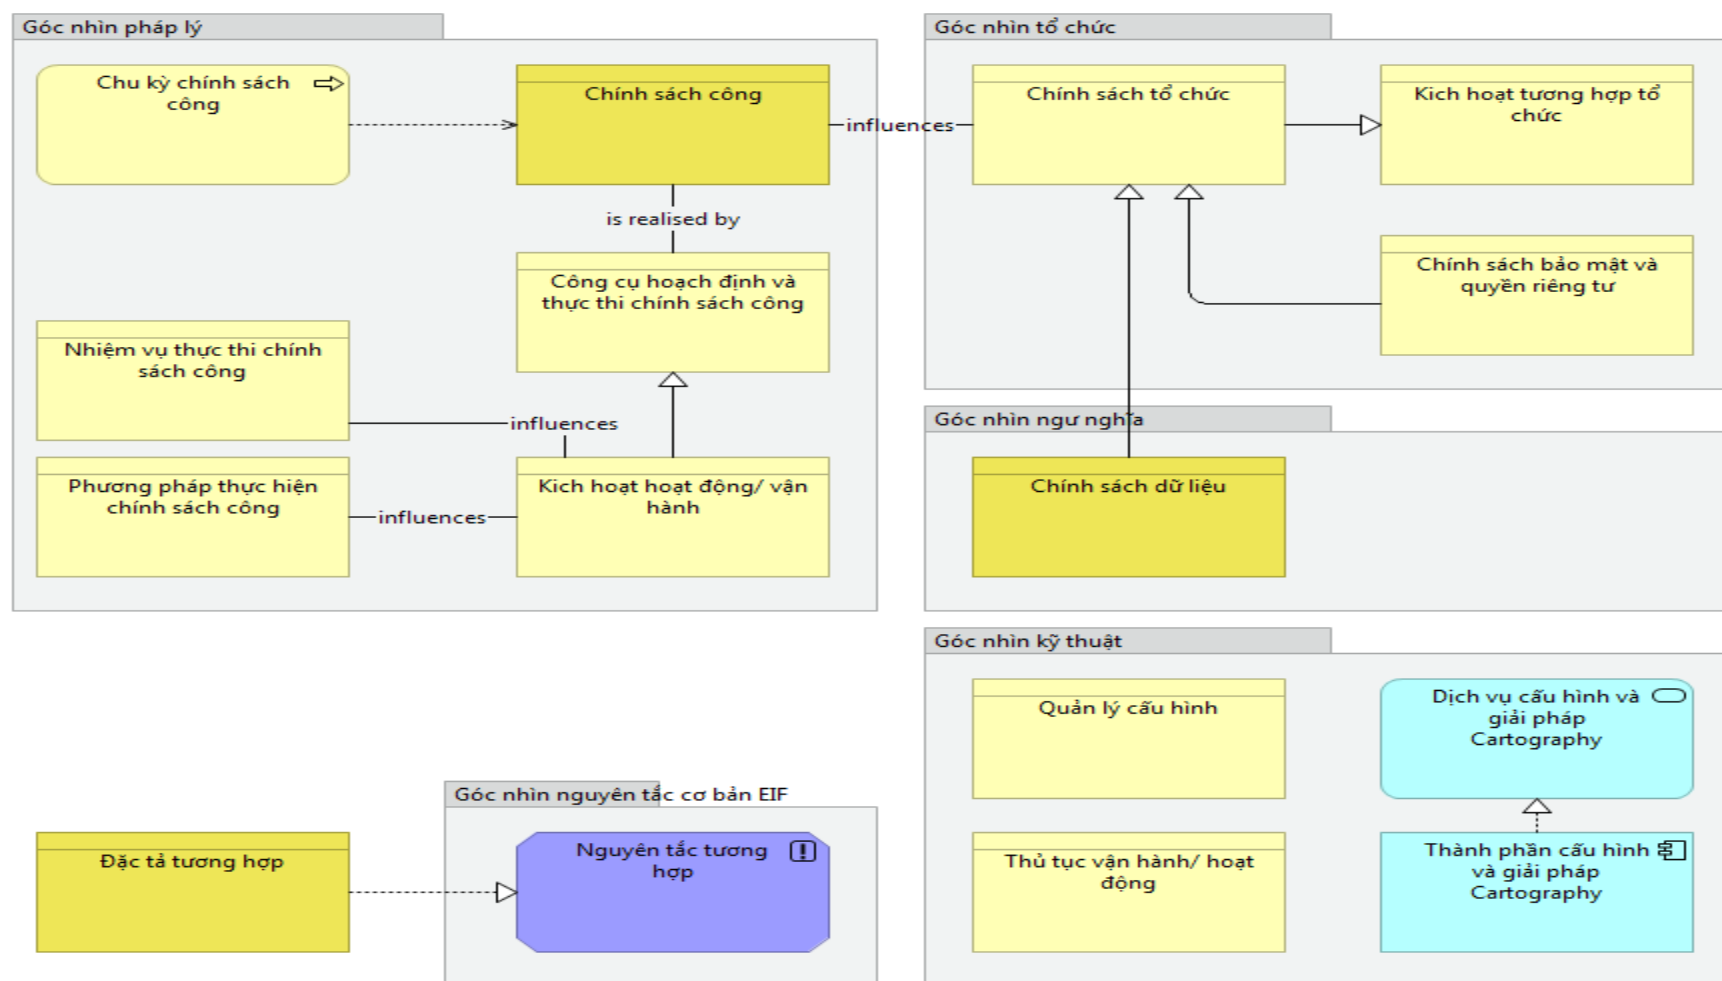 Góc nhìn pháp lý
Chu kỳ chính sách
công
Chính sách công
influences
is realised by
Công cụ hoạch định và
thực thi chính sách công
Nhiệm vụ thực thi chính
sách công
influences
Phương pháp thực hiện
chính sách công
influences
Kich hoạt hoạt động/ vận
hành
Góc nhìn tổ chức
Chính sách tổ chức
Kich hoạt tương hợp tổ
chức
Chính sách bảo mật và
quyền riêng tư
Góc nhìn ngư nghĩa
Chính sách dữ liệu
Góc nhìn kỹ thuật
Quản lý cấu hình
Dịch vụ cấu hình và
giải pháp
Cartography
Thủ tục vận hành/ hoạt
động
Thành phần cấu hình
và giải pháp
Cartography
Đặc tả tương hợp
Góc nhìn nguyên tắc cơ bản EIF
Nguyên tắc tương
hợp